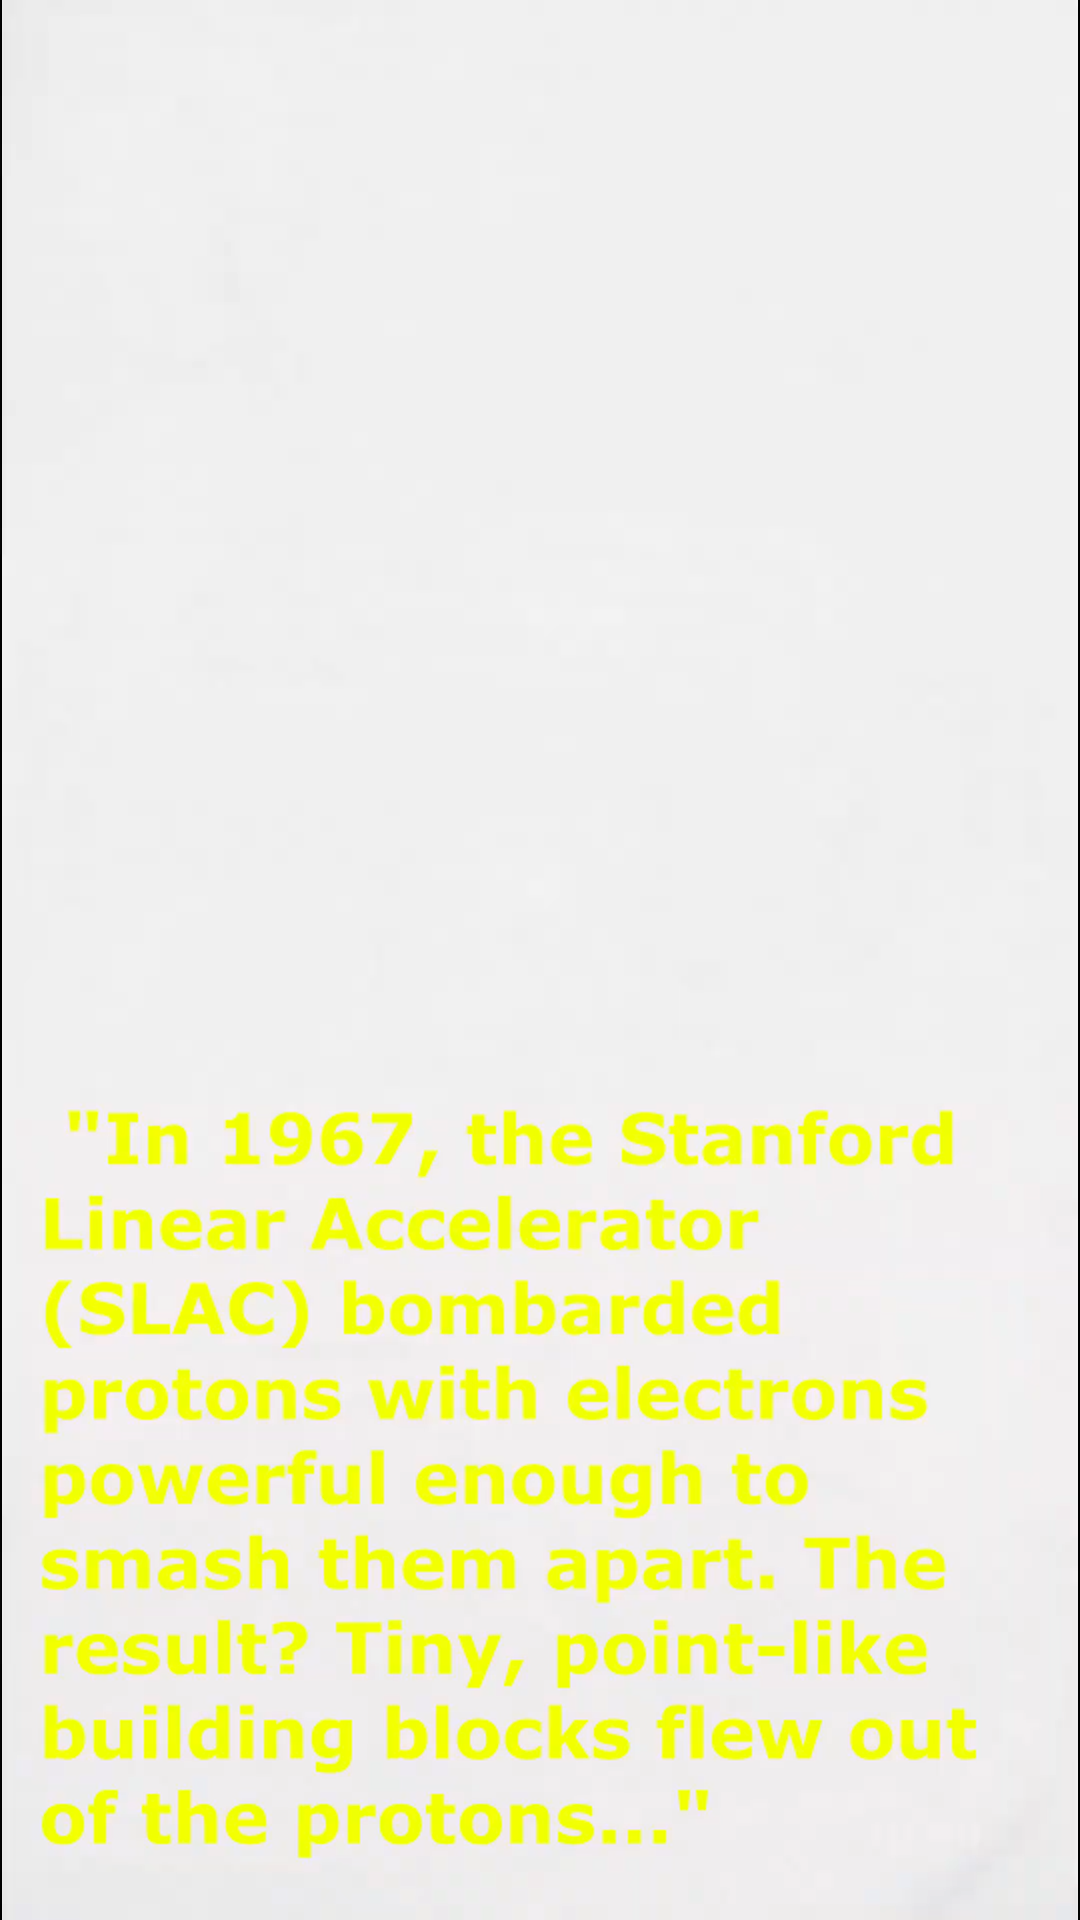 "In 1967, the Stanford
Linear Accelerator
(SLAC) bombarded
protons with electrons
powerful enough to
smash them apart. The
result? Tiny, point-like
building blocks flew out
of the protons..."